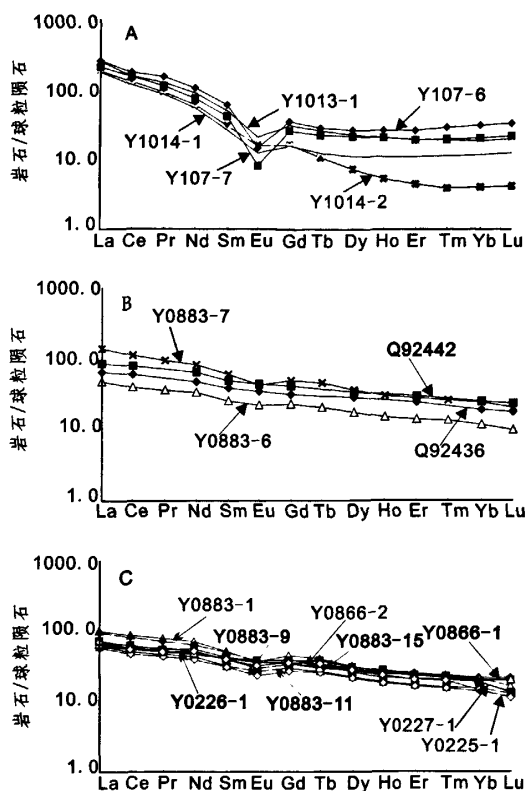 A
1000.0
100.0
10.0
1.0
岩石/球粒陨石
Y1013-1
Y107-6
Y1014-1
Y107-7
Y1014-2
La Ce Pr Nd Sm Eu Gd Tb Dy Ho Er Tm Yb Lu
B
1000.0
100.0
10.0
1.0
岩石/球粒陨石
Y0883-7
Q92442
Y0883-6
Q92436
La Ce Pr Nd Sm Eu Gd Tb Dy Ho Er Tm Yb Lu
C
1000.0
100.0
10.0
1.0
岩石/球粒陨石
Y0883-1
Y0866-2
Y0883-9
Y0883-15
Y0866-1
Y0226-1
Y0883-11
Y0227-1
Y0225-1
La Ce Pr Nd Sm Eu Gd Tb Dy Ho Er Tm Yb Lu